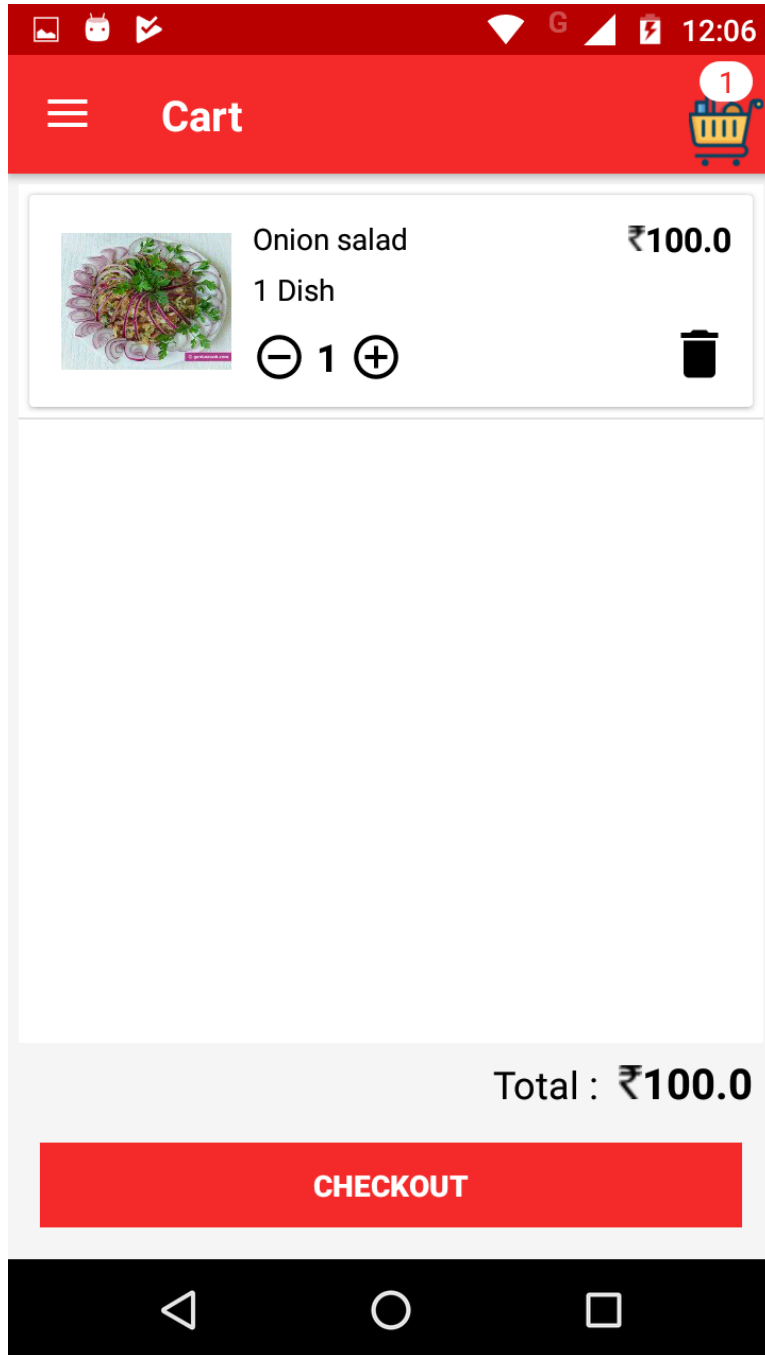 G 12:06
1
Cart
Onion salad ₹100.0
1 Dish
1
Total : ₹100.0
CHECKOUT